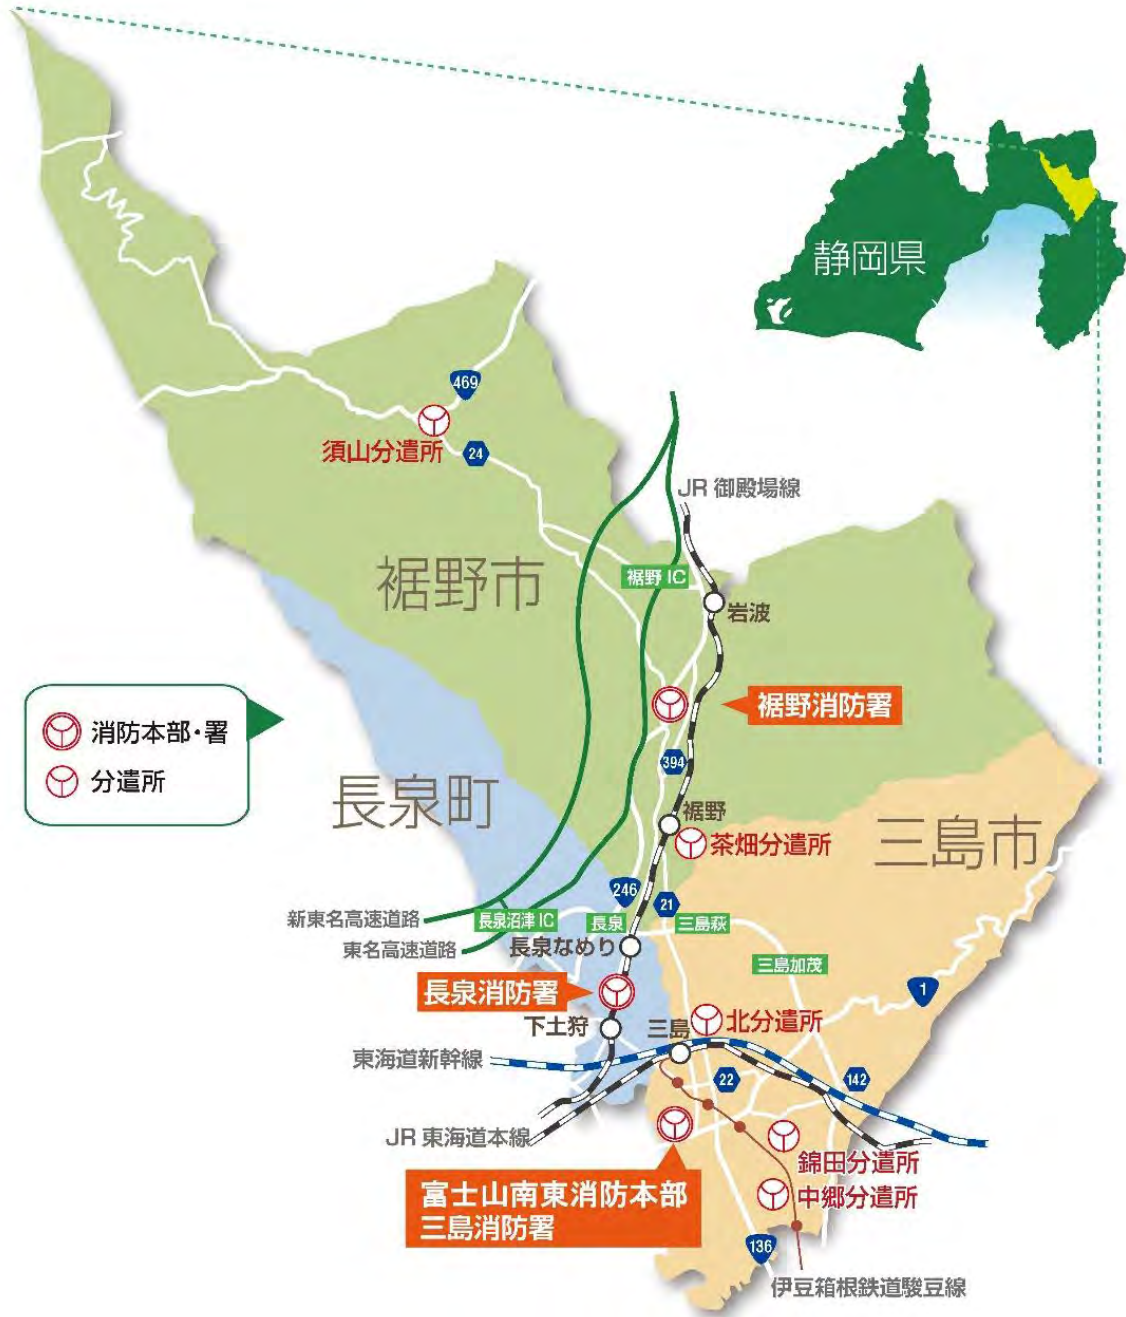 静岡県
469
須山分遣所
24
JR 御殿場線
裾野市
裾野 IC
岩波
消防本部・署
分遣所
裾野消防署
394
長泉町
裾野
茶畑分遣所
三島市
246
21
新東名高速道路
長泉沼津 IC
長泉
三島萩
東名高速道路
長泉なめり
三島加茂
長泉消防署
1
下土狩
三島
北分遣所
東海道新幹線
22
142
JR 東海道本線
錦田分遣所
中郷分遣所
富士山南東消防本部
三島消防署
136
伊豆箱根鉄道駿豆線